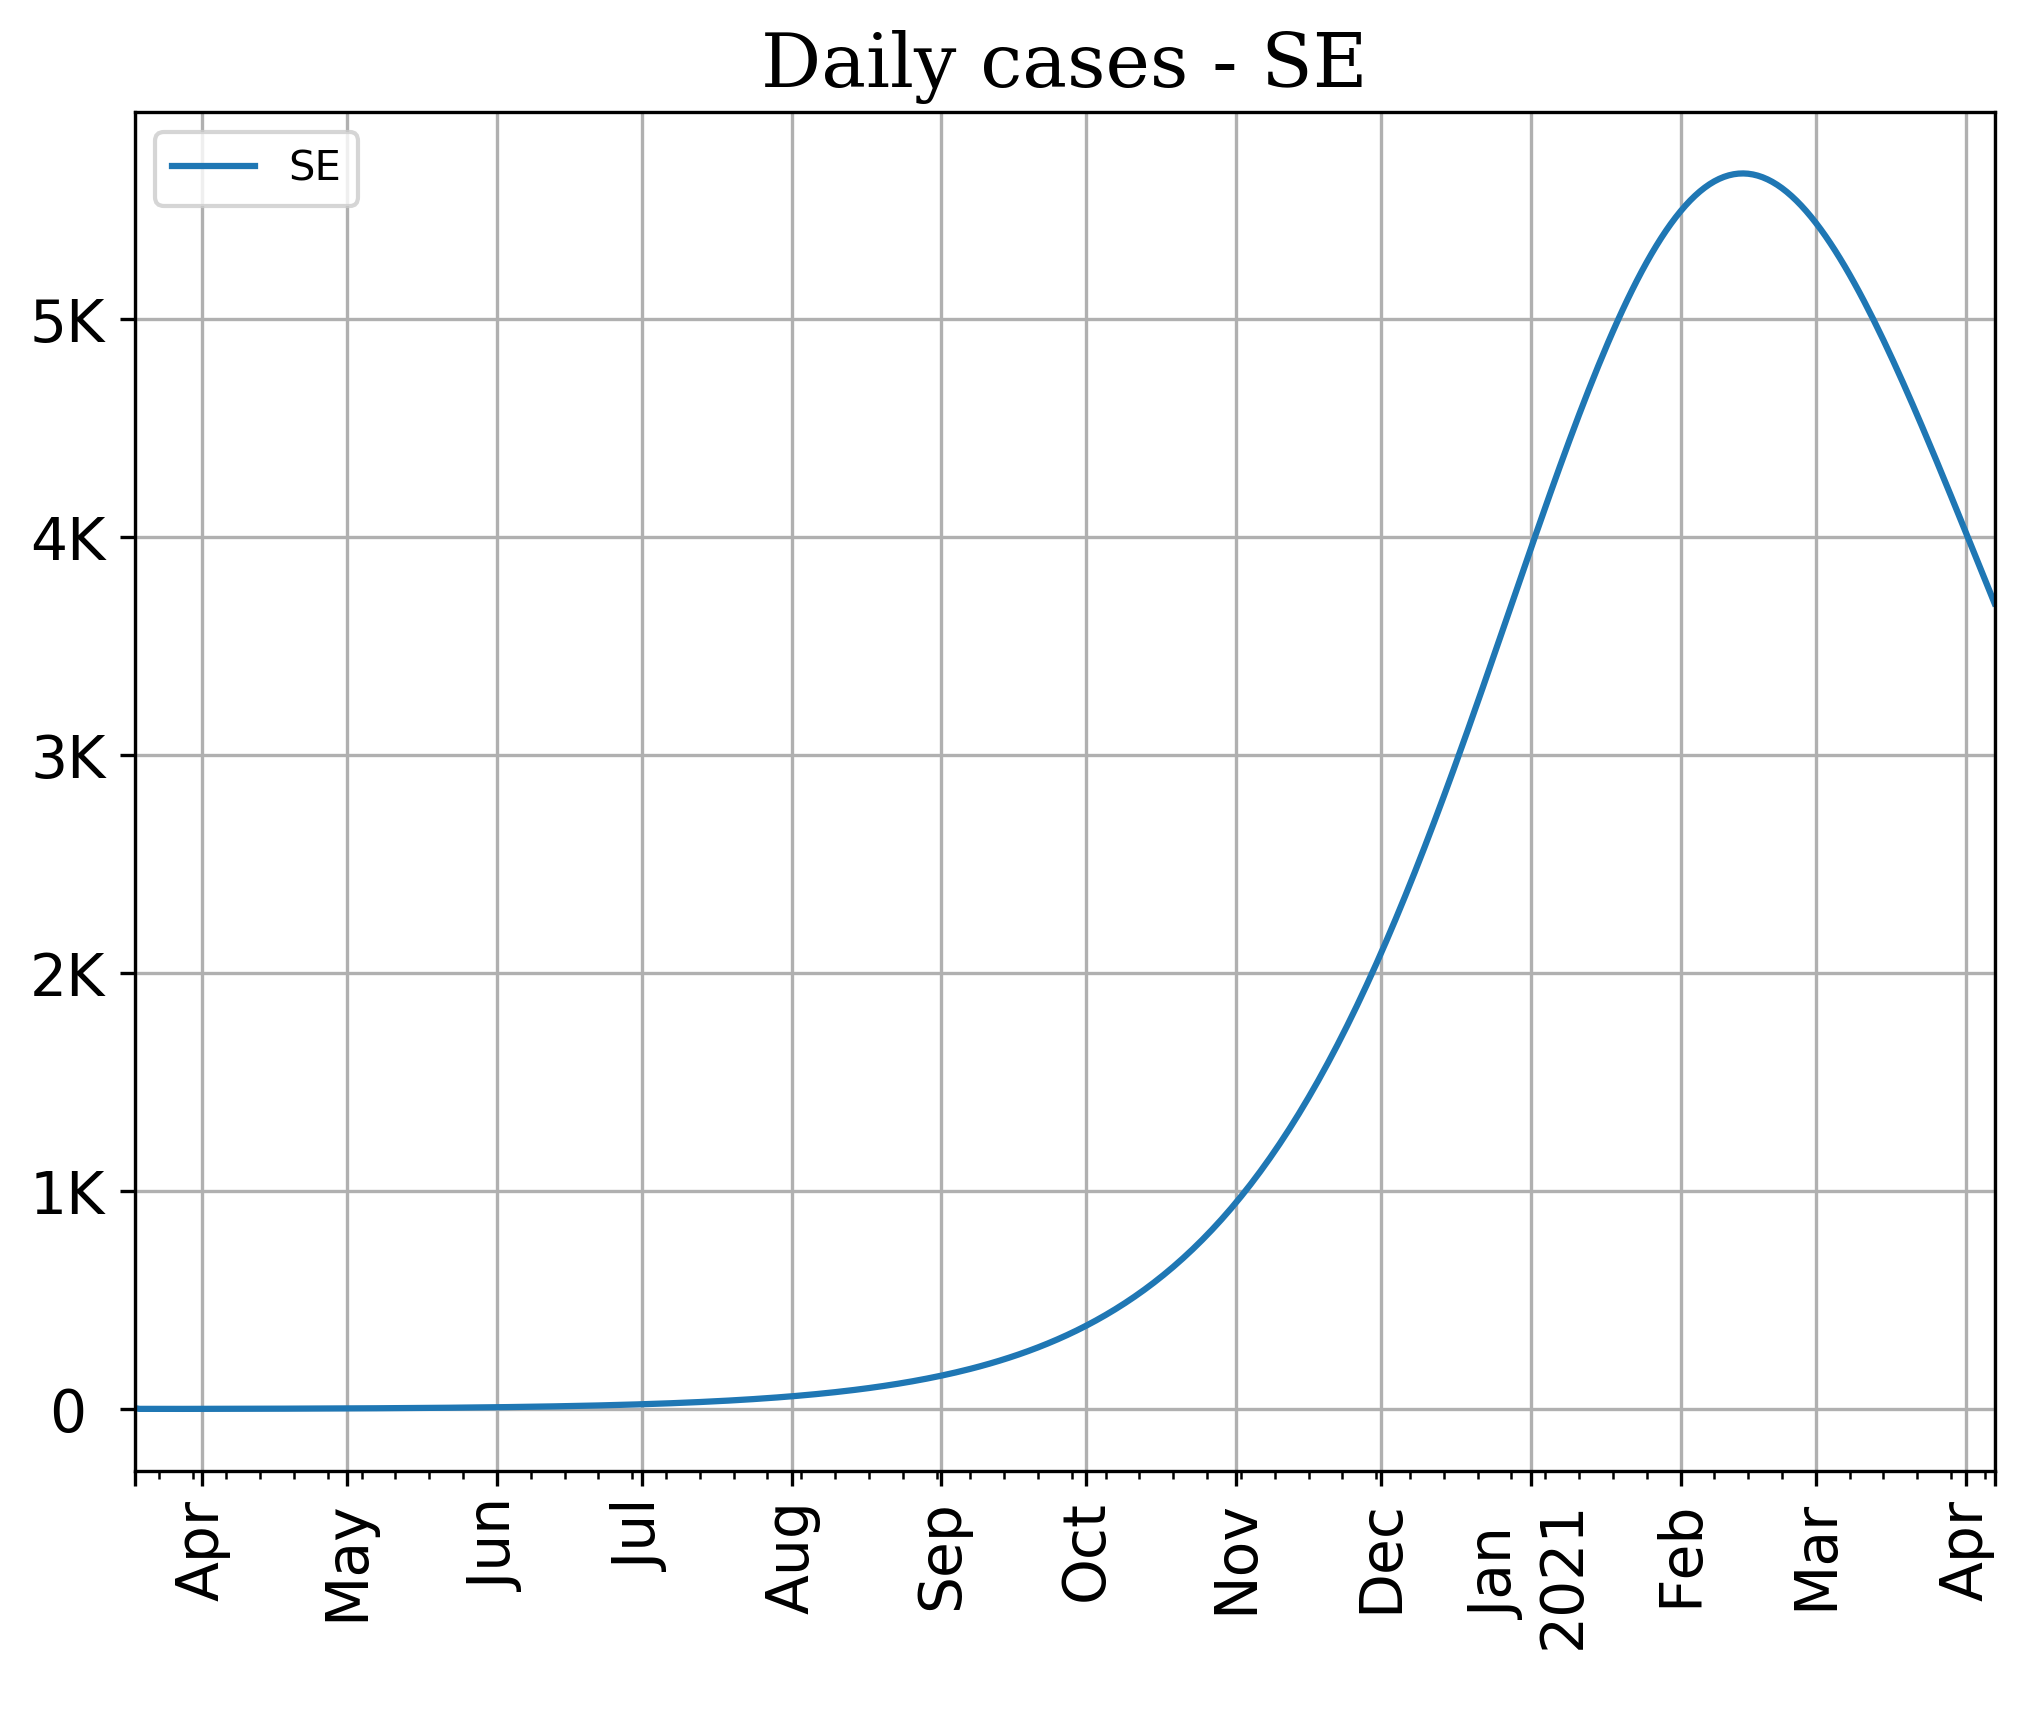 Daily cases - SE
SE
5K
4K
3K
2K
1K
0
Apr
May
Jun
Jul
Aug
Sep
Oct
Nov
Dec
Jan
2021
Feb
Mar
Apr